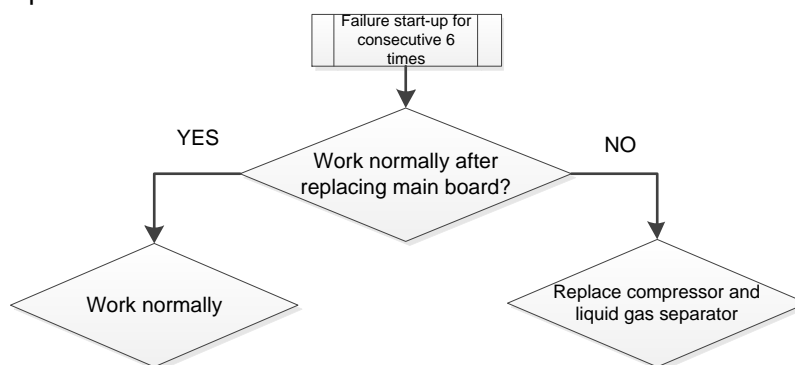 Failure start-up for
consecutive 6
times
YES
NO
Work normally after
replacing main board?
Work normally
Replace compressor and
liquid gas separator